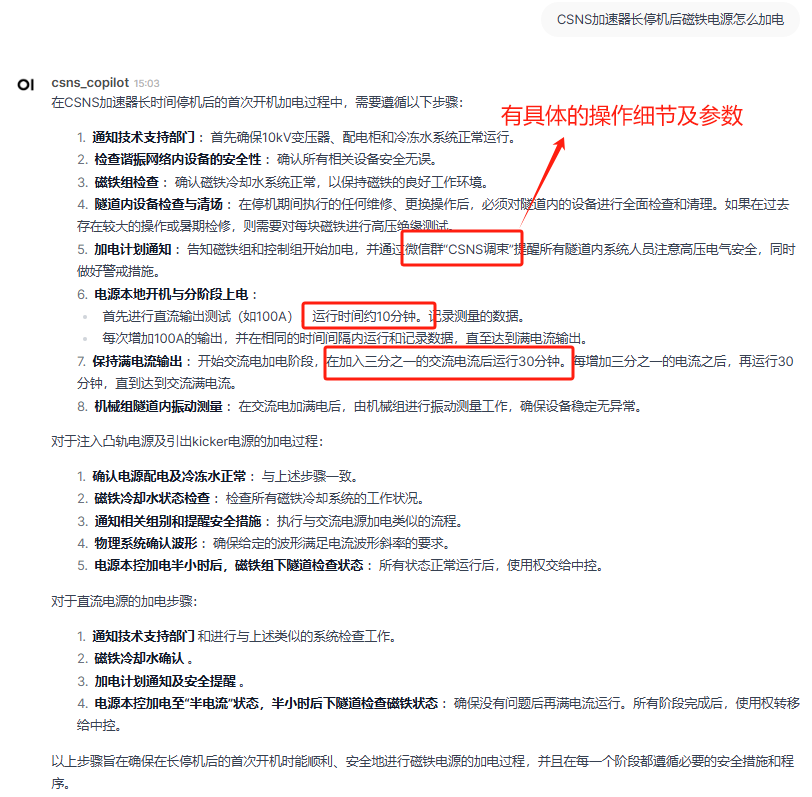 CSNS加速器长停机后磁铁电源怎么加电
OI csns_copilot 15:03
在CSNS加速器长时间停机后的首次开机加电过程中，需要遵循以下步骤：
有具体的操作细节及参数
1. 通知技术支持部门： 首先确保10kV变压器、配电柜和冷冻水系统正常运行。
2. 检查谐振网络内设备的安全性： 确认所有相关设备安全无误。
3. 磁铁组检查： 确认磁铁冷却水系统正常，以保持磁铁的良好工作环境。
4. 隧道内设备检查与清场： 在停机期间执行的任何维修、更换操作后，必须对隧道内的设备进行全面检查和清理。如果在过去
存在较大的操作或暑期检修，则需要对每块磁铁进行高压绝缘测试。
5. 加电计划通知： 告知磁铁组和控制组开始加电，并通过微信群“CSNS调束”提醒所有隧道内系统人员注意高压电气安全，同时
做好警戒措施。
6. 电源本地开机与分阶段上电：
首先进行直流输出测试（如100A） 运行时间约10分钟。记录测量的数据。
每次增加100A的输出，并在相同的时间间隔内运行和记录数据，直至达到满电流输出。
7. 保持满电流输出： 开始交流电加电阶段，在加入三分之一的交流电流后运行30分钟。每增加三分之一的电流之后，再运行30
分钟，直到达到交流满电流。
8. 机械组隧道内振动测量： 在交流电加满电后，由机械组进行振动测量工作，确保设备稳定无异常。
对于注入凸轨电源及引出kicker电源的加电过程：
1. 确认电源配电及冷冻水正常： 与上述步骤一致。
2. 磁铁冷却水状态检查： 检查所有磁铁冷却系统的工作状况。
3. 通知相关组别和提醒安全措施： 执行与交流电源加电类似的流程。
4. 物理系统确认波形： 确保给定的波形满足电流波形斜率的要求。
5. 电源本控加电半小时后，磁铁组下隧道检查状态： 所有状态正常运行后，使用权交给中控。
对于直流电源的加电步骤：
1. 通知技术支持部门 和进行与上述类似的系统检查工作。
2. 磁铁冷却水确认 。
3. 加电计划通知及安全提醒 。
4. 电源本控加电至“半电流”状态，半小时后下隧道检查磁铁状态： 确保没有问题后再满电流运行。所有阶段完成后，使用权转移
给中控。
以上步骤旨在确保在长停机后的首次开机时能顺利、安全地进行磁铁电源的加电过程，并且在每一个阶段都遵循必要的安全措施和程
序。